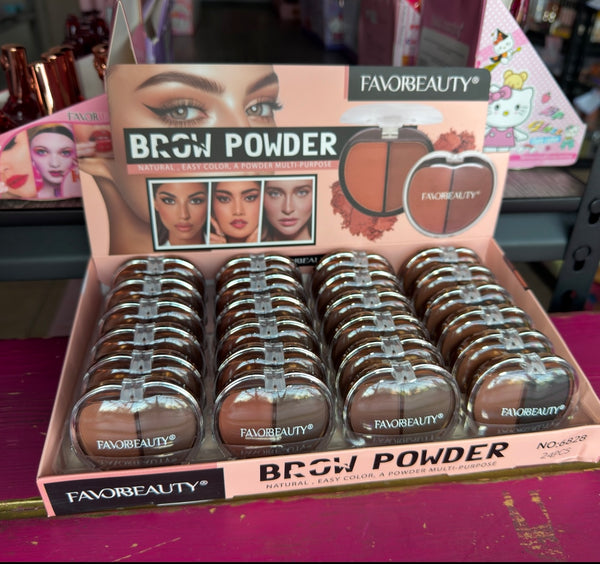 FAVORBEAUTY®
BROW POWDER
NATURAL , EASY COLOR, A POWDER MULTI-PURPOSE
FAVORBEAUTY®
FAVOR
FAVORBEAUTY®
FAVORBEAUTY®
FAVORBEAUTY®
FAVORBEAUTY®
FAVORBEAUTY®
BROW POWDER
NATURAL , EASY COLOR, A POWDER MULTI-PURPOSE
NO:6828
24PCS